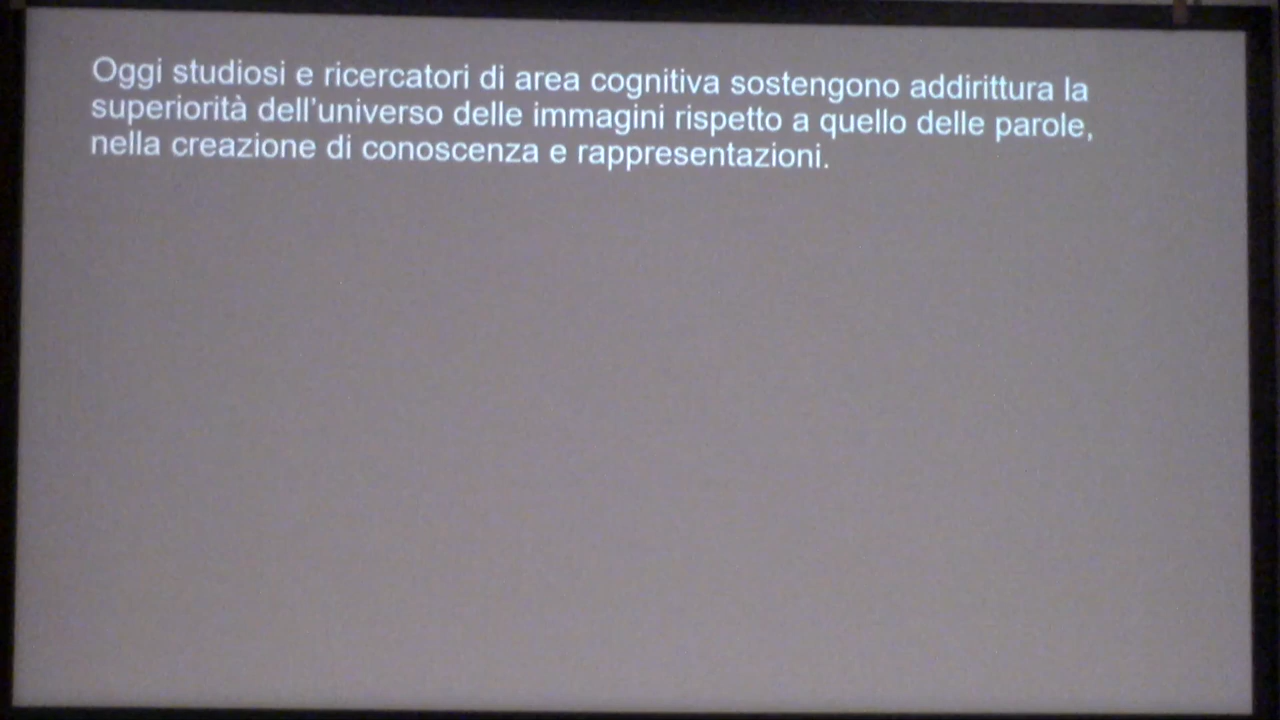 Oggi studiosi e ricercatori di area cognitiva sostengono addirittura la
superiorità dell'universo delle immagini rispetto a quello delle parole,
nella creazione di conoscenza e rappresentazioni.